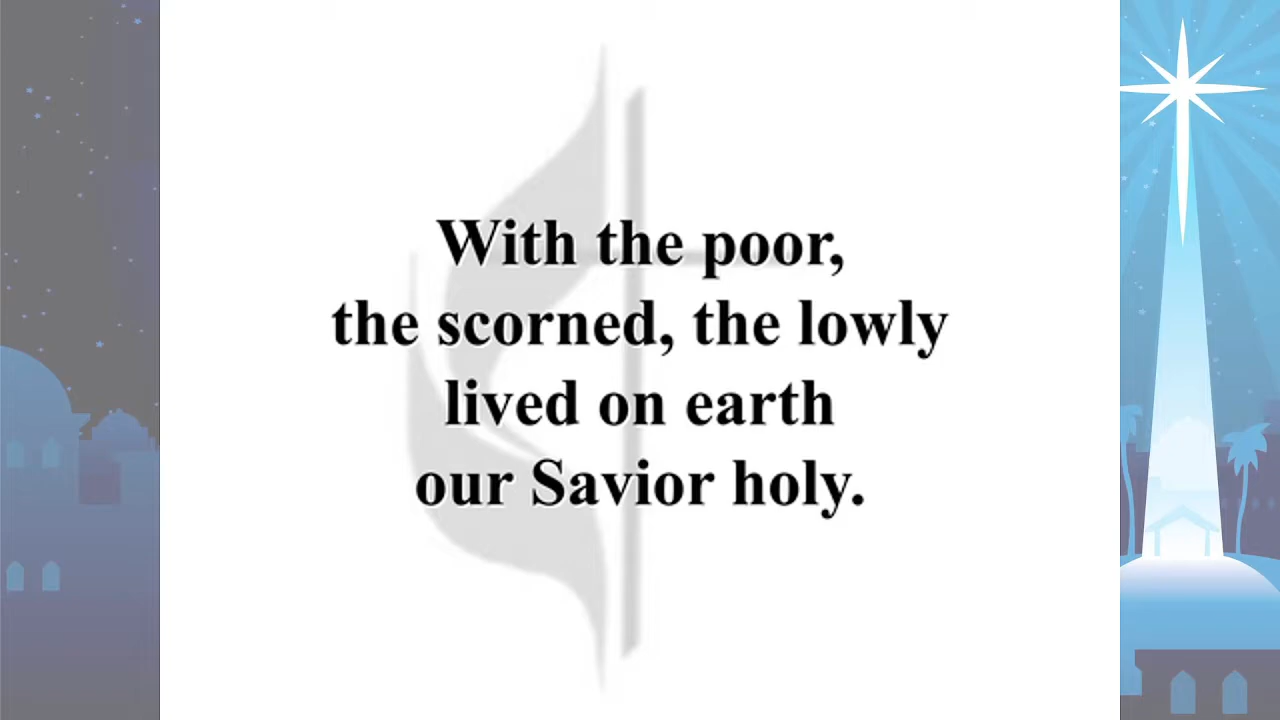 With the poor,
the scorned, the lowly
lived on earth
our Savior holy.